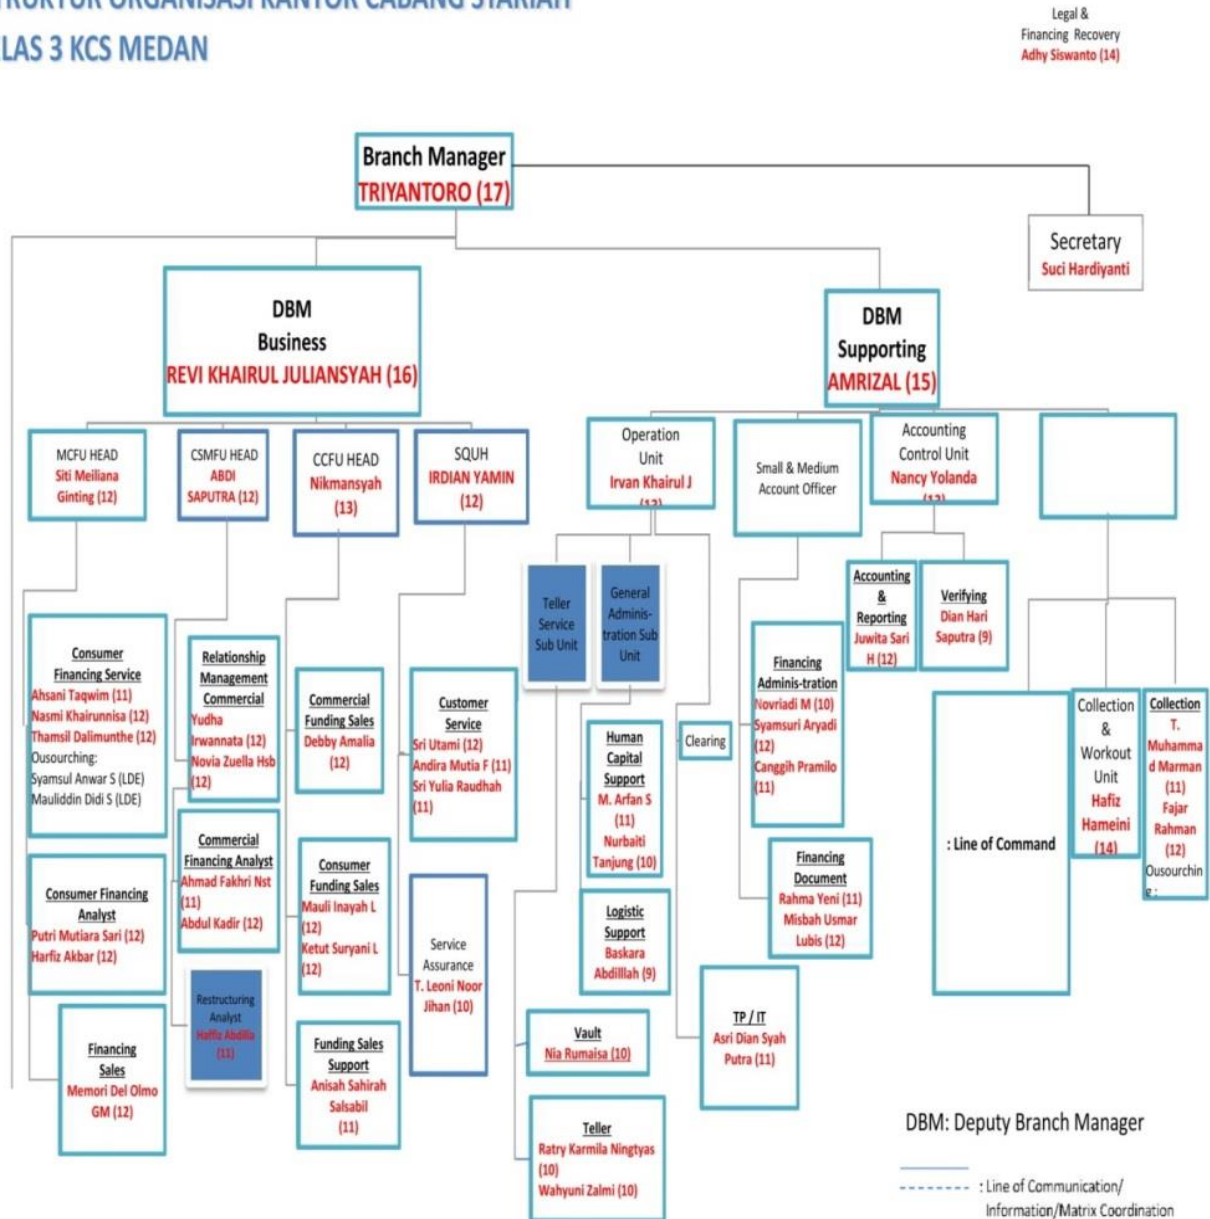 STRUKTUR ORGANISASI KANTOR CABANG SYARIAH
KELAS 3 KCS MEDAN
Legal &
Financing Recovery
Adhy Siswanto (14)
Branch Manager
TRIYANTORO (17)
Secretary
Suci Hardiyanti
DBM
Business
REVI KHAIRUL JULIANSYAH (16)
DBM
Supporting
AMRIZAL (15)
MCFU HEAD
Siti Meiliana
Ginting (12)
CSMFU HEAD
ABDI
SAPUTRA (12)
CCFU HEAD
Nikmansyah
(13)
SQUH
IRDIAN YAMIN
(12)
Operation
Unit
Irvan Khairul J
Small & Medium
Account Officer
Accounting
Control Unit
Nancy Yolanda
Teller
Service
Sub Unit
General
Adminis-
tration Sub
Unit
Accounting
&
Reporting
Juwita Sari
H (12)
Verifying
Dian Hari
Saputra (9)
Consumer
Financing Service
Ahsani Taqwim (11)
Nasmi Khairunnisa (12)
Thamsil Dalimunthe (12)
Ousourching:
Syamsul Anwar S (LDE)
Mauliddin Didi S (LDE)
Relationship
Management
Commercial
Yudha
Irwannata (12)
Novia Zuella Hsb
(12)
Commercial
Funding Sales
Debby Amalia
(12)
Customer
Service
Sri Utami (12)
Andira Mutia F (11)
Sri Yulia Raudhah
(11)
Human
Capital
Support
M. Arfan S
(11)
Nurbaiti
Tanjung (10)
Clearing
Financing
Adminis-tration
Novriadi M (10)
Syamsuri Aryadi
(12)
Canggih Pramilo
(11)
: Line of Command
Collection
&
Workout
Unit
Hafiz
Hameini
(14)
Collection
T.
Muhamma
d Marman
(11)
Fajar
Rahman
(12)
Ousourchin
g :
Consumer Financing
Analyst
Putri Mutiara Sari (12)
Harfiz Akbar (12)
Commercial
Financing Analyst
Ahmad Fakhri Nst
(11)
Abdul Kadir (12)
Consumer
Funding Sales
Mauli Inayah L
(12)
Ketut Suryani L
(12)
Service
Assurance
T. Leoni Noor
Jihan (10)
Logistic
Support
Baskara
Abdilllah (9)
Financing
Document
Rahma Yeni (11)
Misbah Usmar
Lubis (12)
Financing
Sales
Memori Del Olmo
GM (12)
Restructuring
Analyst
Haffiz Abdilla
(11)
Funding Sales
Support
Anisah Sahirah
Salsabil
(11)
Vault
Nia Rumaisa (10)
TP / IT
Asri Dian Syah
Putra (11)
Teller
Ratry Karmila Ningtyas
(10)
Wahyuni Zalmi (10)
DBM: Deputy Branch Manager
: Line of Communication/
Information/Matrix Coordination